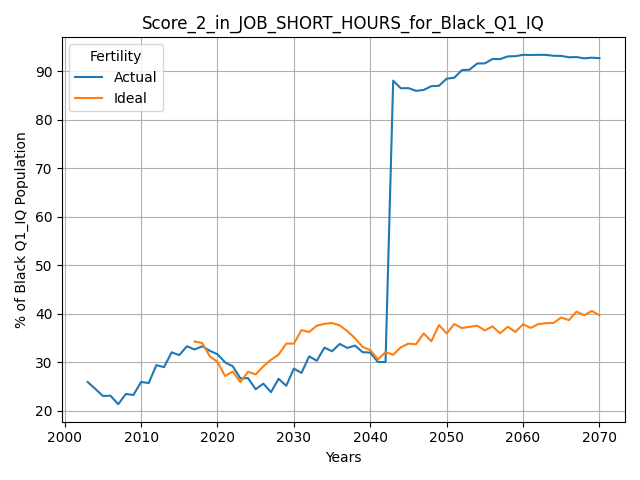 Score_2_in_JOB_SHORT_HOURS_for_Black_Q1_IQ
Fertility
Actual
Ideal
% of Black Q1_IQ Population
90
80
70
60
50
40
30
20
2000 2010 2020 2030 2040 2050 2060 2070
Years